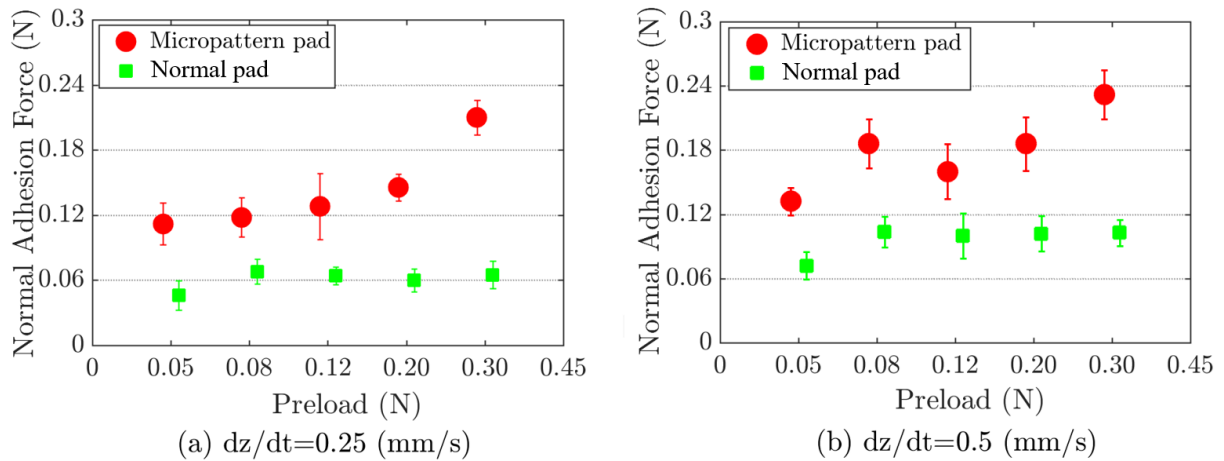 Normal Adhesion Force (N)
0.3
0.24
0.18
0.12
0.06
0
Micropattern pad
Normal pad
0 0.05 0.08 0.12 0.20 0.30 0.45
Preload (N)
(a) dz/dt=0.25 (mm/s)
Normal Adhesion Force (N)
0.3
0.24
0.18
0.12
0.06
0
Micropattern pad
Normal pad
0 0.05 0.08 0.12 0.20 0.30 0.45
Preload (N)
(b) dz/dt=0.5 (mm/s)